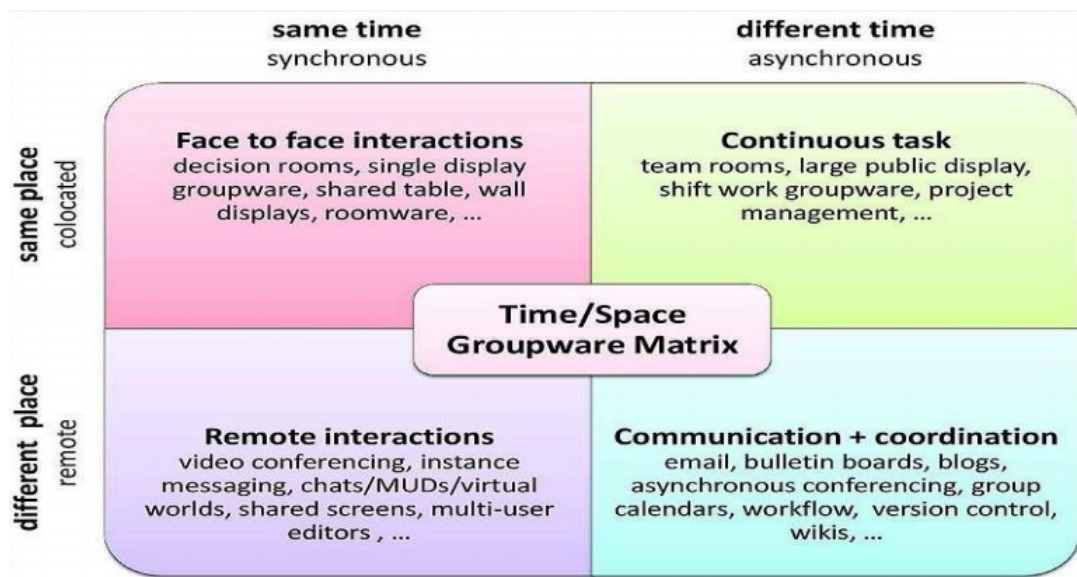 same time
synchronous
different time
asynchronous
same place
colocated
Face to face interactions
decision rooms, single display
groupware, shared table, wall
displays, roomware, ...
Continuous task
team rooms, large public display,
shift work groupware, project
management, ...
Time/Space
Groupware Matrix
different place
remote
Remote interactions
video conferencing, instance
messaging, chats/MUDs/virtual
worlds, shared screens, multi-user
editors , ...
Communication + coordination
email, bulletin boards, blogs,
asynchronous conferencing, group
calendars, workflow, version control,
wikis, ...